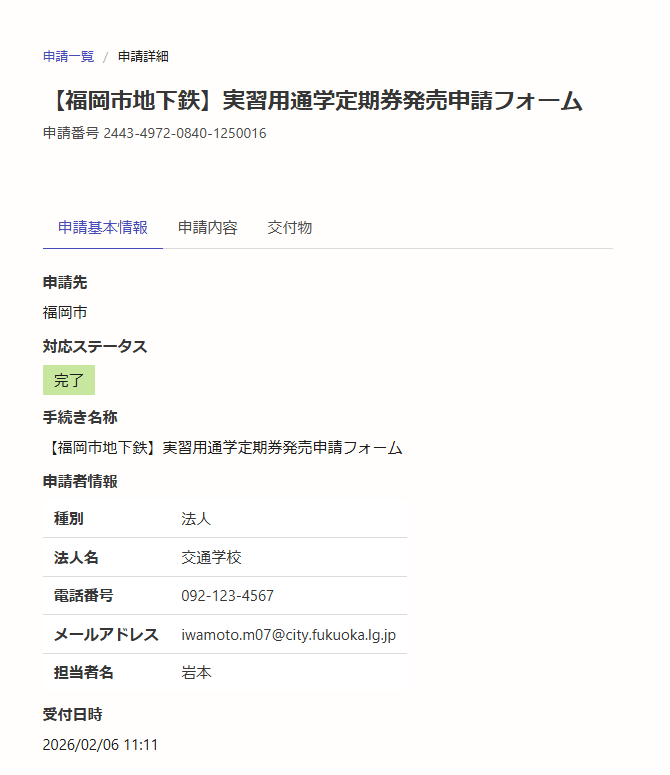 申請一覧 / 申請詳細
【福岡市地下鉄】実習用通学定期券発売申請フォーム
申請番号 2443-4972-0840-1250016
申請基本情報 申請内容 交付物
申請先
福岡市
対応ステータス
完了
手続き名称
【福岡市地下鉄】実習用通学定期券発売申請フォーム
申請者情報
種別 法人
法人名 交通学校
電話番号 092-123-4567
メールアドレス iwamoto.m07@city.fukuoka.lg.jp
担当者名 岩本
受付日時
2026/02/06 11:11